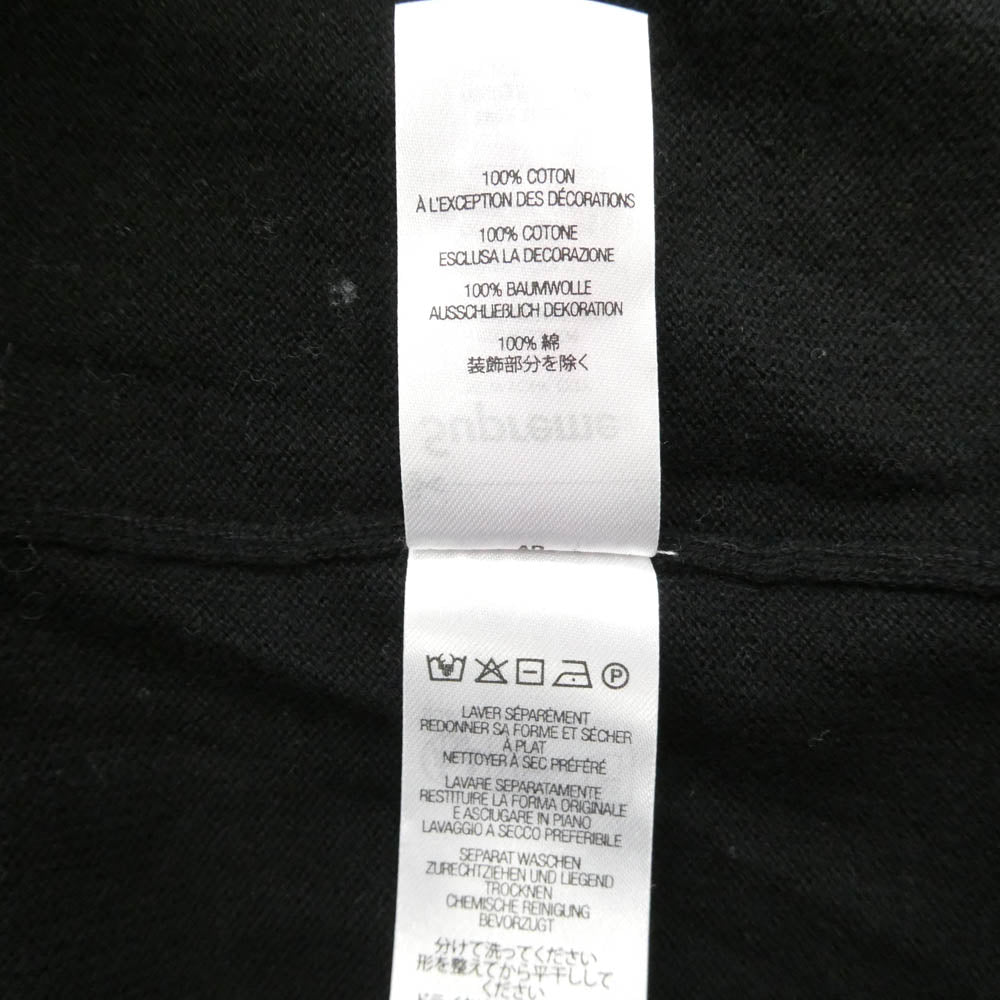 100% COTON
À L'EXCEPTION DES DÉCORATIONS
100% COTONE
ESCLUSA LA DECORAZIONE
100% BAUMWOLLE
AUSSCHLIEßLICH DEKORATION
100% 綿
装飾部分を除く
Supreme
P
LAVER SÉPARÉMENT
REDONNER SA FORME ET SÉCHER
À PLAT
NETTOYER À SEC PRÉFÉRÉ
LAVARE SEPARATAMENTE
RESTITUIRE LA FORMA ORIGINALE
E ASCIUGARE IN PIANO
LAVAGGIO A SECCO PREFERIBILE
SEPARAT WASCHEN
ZURECHTZIEHEN UND LIEGEND
TROCKNEN
CHEMISCHE REINIGUNG
BEVORZUGT
分けて洗ってください
形を整えてから平干しして
ください